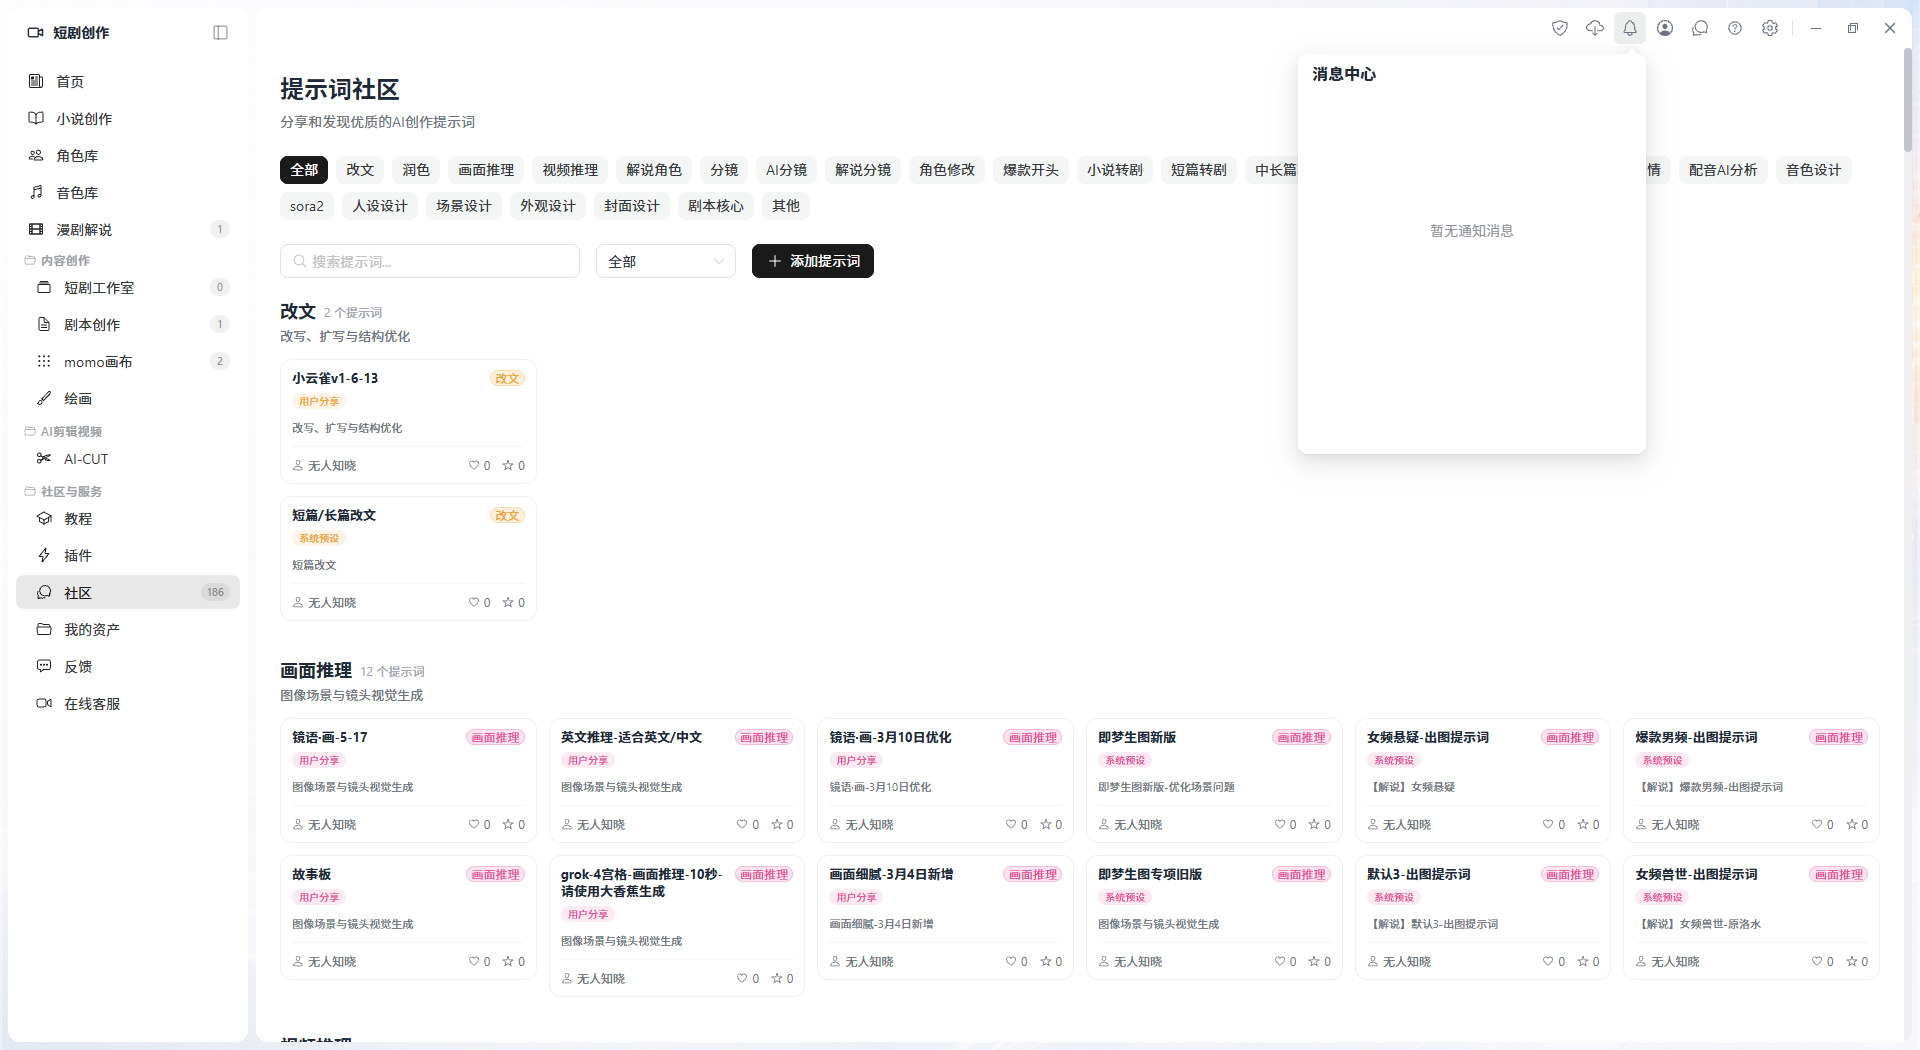 短剧创作
首页
小说创作
角色库
音色库
漫剧解说 1
内容创作
短剧工作室 0
剧本创作 1
momo画布 2
绘画
AI剪辑视频
AI-CUT
社区与服务
教程
插件
社区 186
我的资产
反馈
在线客服
提示词社区
分享和发现优质的AI创作提示词
全部 改文 润色 画面推理 视频推理 解说角色 分镜 AI分镜 解说分镜 角色修改 爆款开头 小说转剧 短篇转剧 中长篇 情 配音AI分析 音色设计
sora2 人设设计 场景设计 外观设计 封面设计 剧本核心 其他
搜索提示词... 全部 添加提示词
消息中心
暂无通知消息
改文 2 个提示词
改写、扩写与结构优化
小云雀v1-6-13 改文
用户分享
改写、扩写与结构优化
无人知晓 0 0
短篇/长篇改文 改文
系统预设
短篇改文
无人知晓 0 0
画面推理 12 个提示词
图像场景与镜头视觉生成
镜语·画-5-17 画面推理
用户分享
图像场景与镜头视觉生成
无人知晓 0 0
英文推理-适合英文/中文 画面推理
用户分享
图像场景与镜头视觉生成
无人知晓 0 0
镜语·画-3月10日优化 画面推理
用户分享
镜语·画-3月10日优化
无人知晓 0 0
即梦生图新版 画面推理
系统预设
即梦生图新版-优化场景问题
无人知晓 0 0
女频悬疑-出图提示词 画面推理
系统预设
【解说】女频悬疑
无人知晓 0 0
爆款男频-出图提示词 画面推理
系统预设
【解说】爆款男频-出图提示词
无人知晓 0 0
故事板 画面推理
用户分享
图像场景与镜头视觉生成
无人知晓 0 0
grok-4宫格-画面推理-10秒- 画面推理
请使用大香蕉生成
用户分享
图像场景与镜头视觉生成
无人知晓 0 0
画面细腻-3月4日新增 画面推理
用户分享
画面细腻-3月4日新增
无人知晓 0 0
即梦生图专项旧版 画面推理
系统预设
图像场景与镜头视觉生成
无人知晓 0 0
默认3-出图提示词 画面推理
系统预设
【解说】默认3-出图提示词
无人知晓 0 0
女频兽世-出图提示词 画面推理
系统预设
【解说】女频兽世-原洛水
无人知晓 0 0
视频推理